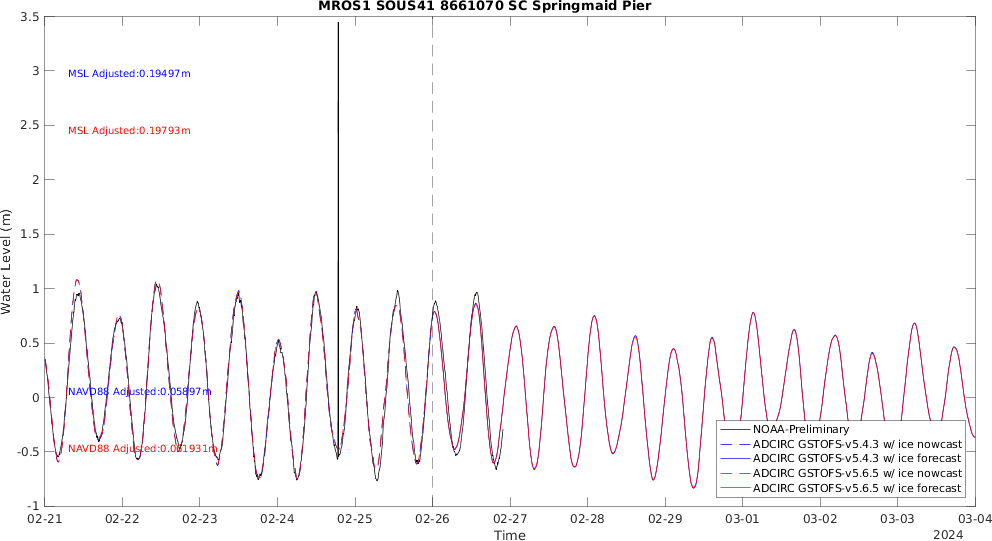 MROS1 SOUS41 8661070 SC Springmaid Pier
3.5
3
2.5
2
1.5
1
0.5
0
-0.5
-1
Water Level (m)
MSL Adjusted:0.19497m
MSL Adjusted:0.19793m
NAVD88 Adjusted:0.05897m
NAVD88 Adjusted:0.061931m
NOAA-Preliminary
ADCIRC GSTOFS-v5.4.3 w/ ice nowcast
ADCIRC GSTOFS-v5.4.3 w/ ice forecast
ADCIRC GSTOFS-v5.6.5 w/ ice nowcast
ADCIRC GSTOFS-v5.6.5 w/ ice forecast
02-21 02-22 02-23 02-24 02-25 02-26 02-27 02-28 02-29 03-01 03-02 03-03 03-04
Time
2024